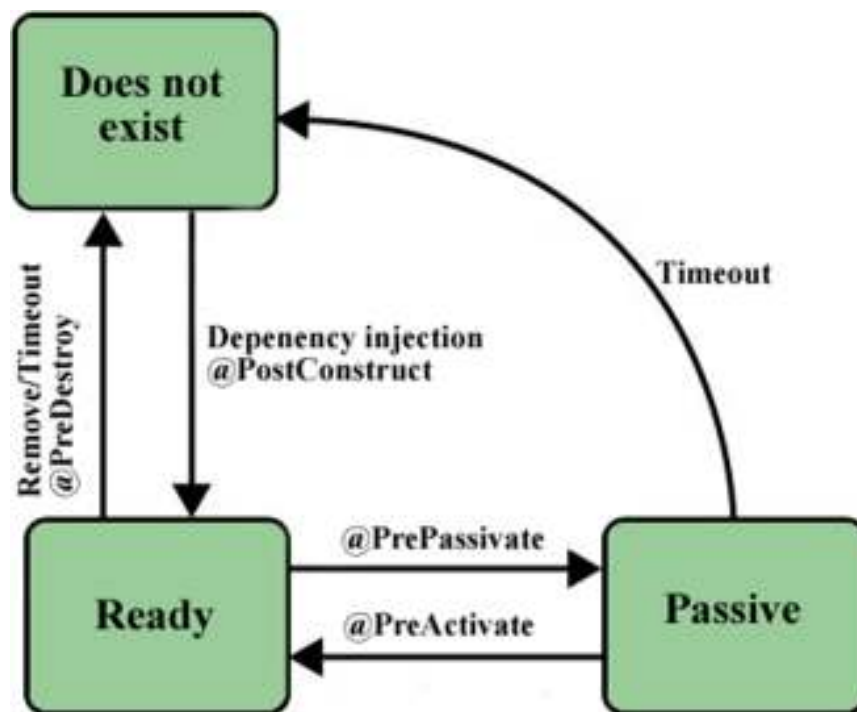 Does not
exist
Timeout
Remove/Timeout
@PreDestroy
Depenency injection
@PostConstruct
@PrePassivate
Ready
@PreActivate
Passive